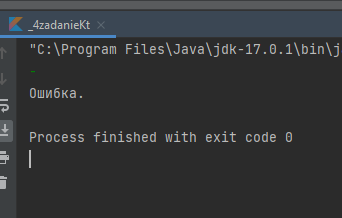 _4zadanieKt
"C:\Program Files\Java\jdk-17.0.1\bin\j
-
Ошибка.
Process finished with exit code 0